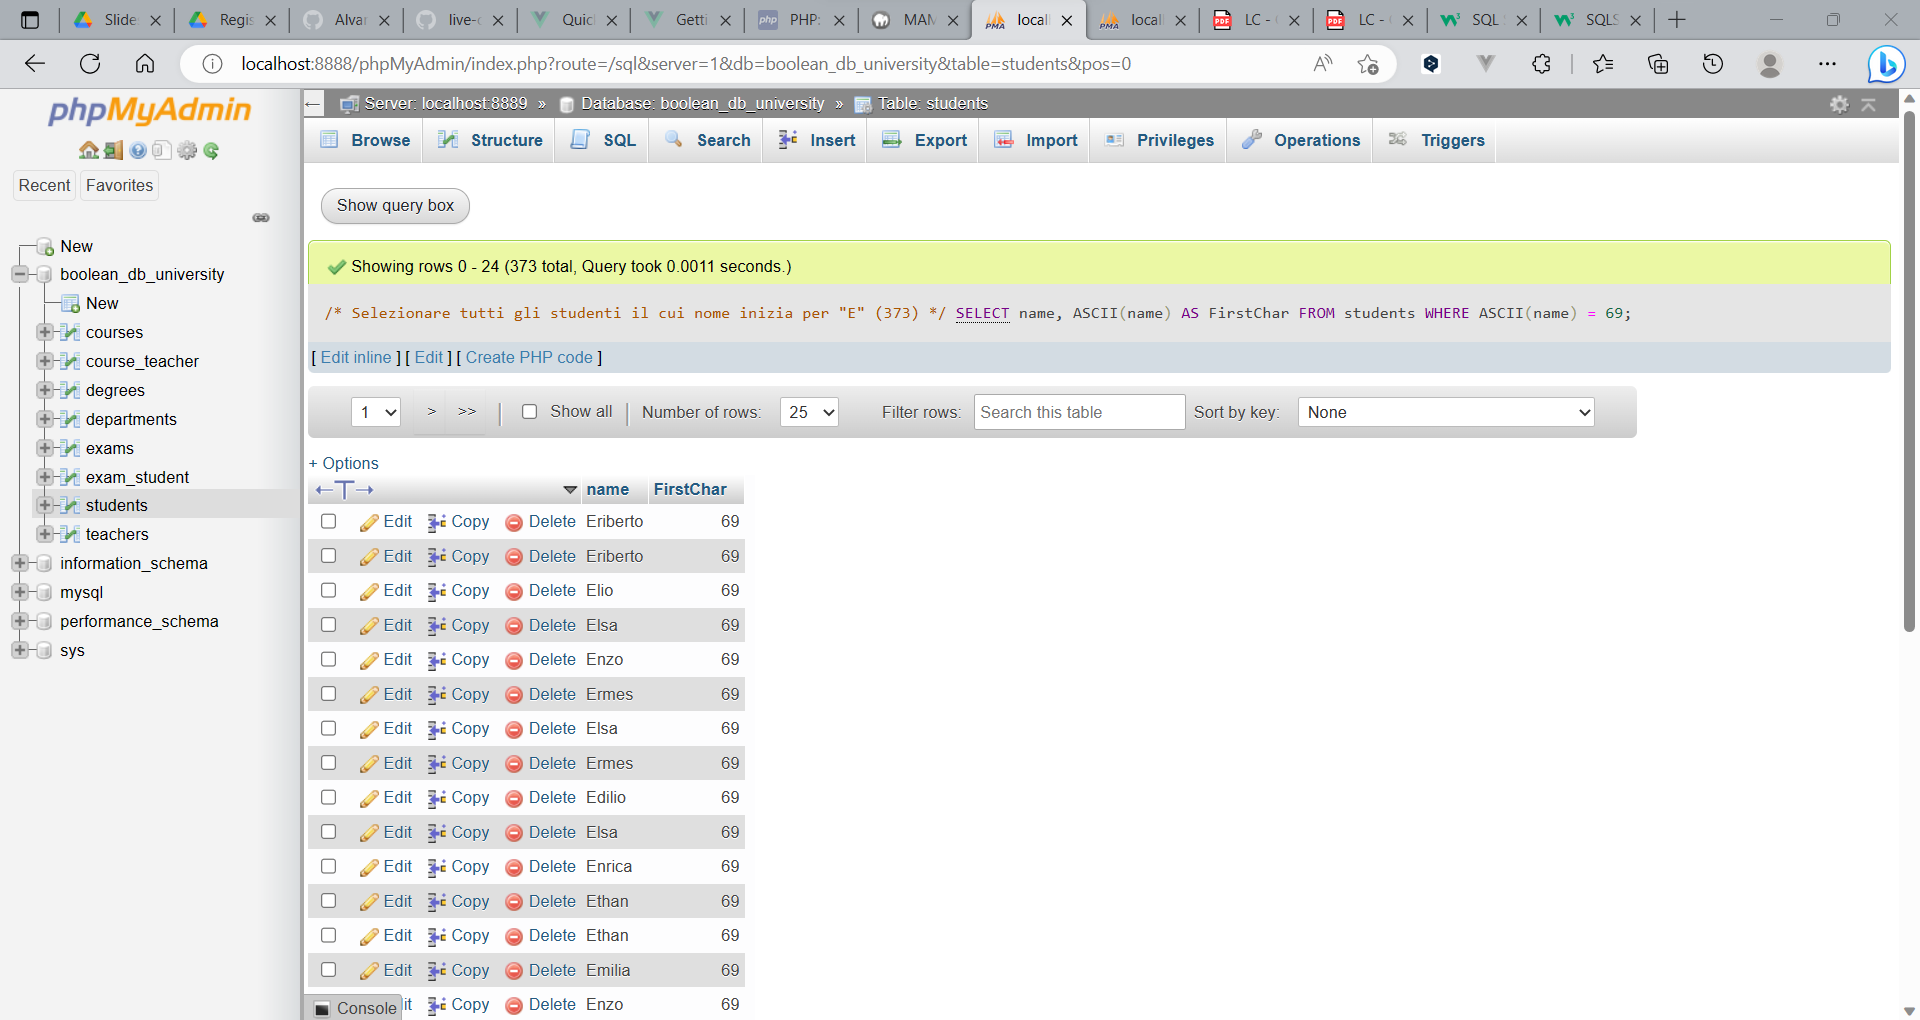 Slide
Regis
Alvar
live-c
Quic
Getti
PHP:
MAM
locall
locall
LC -
LC -
SQL
SQLS
localhost:8888/phpMyAdmin/index.php?route=/sql&server=1&db=boolean_db_university&table=students&pos=0
phpMyAdmin
Recent Favorites
New
boolean_db_university
New
courses
course_teacher
degrees
departments
exams
exam_student
students
teachers
information_schema
mysql
performance_schema
sys
Server: localhost:8889 » Database: boolean_db_university » Table: students
Browse Structure SQL Search Insert Export Import Privileges Operations Triggers
Show query box
Showing rows 0 - 24 (373 total, Query took 0.0011 seconds.)
/* Selezionare tutti gli studenti il cui nome inizia per "E" (373) */ SELECT name, ASCII(name) AS FirstChar FROM students WHERE ASCII(name) = 69;
[ Edit inline ] [ Edit ] [ Create PHP code ]
1 > >> | Show all | Number of rows: 25 Filter rows: Search this table Sort by key: None
+ Options
←T→ name FirstChar
Edit Copy Delete Eriberto 69
Edit Copy Delete Eriberto 69
Edit Copy Delete Elio 69
Edit Copy Delete Elsa 69
Edit Copy Delete Enzo 69
Edit Copy Delete Ermes 69
Edit Copy Delete Elsa 69
Edit Copy Delete Ermes 69
Edit Copy Delete Edilio 69
Edit Copy Delete Elsa 69
Edit Copy Delete Enrica 69
Edit Copy Delete Ethan 69
Edit Copy Delete Ethan 69
Edit Copy Delete Emilia 69
Console it Copy Delete Enzo 69